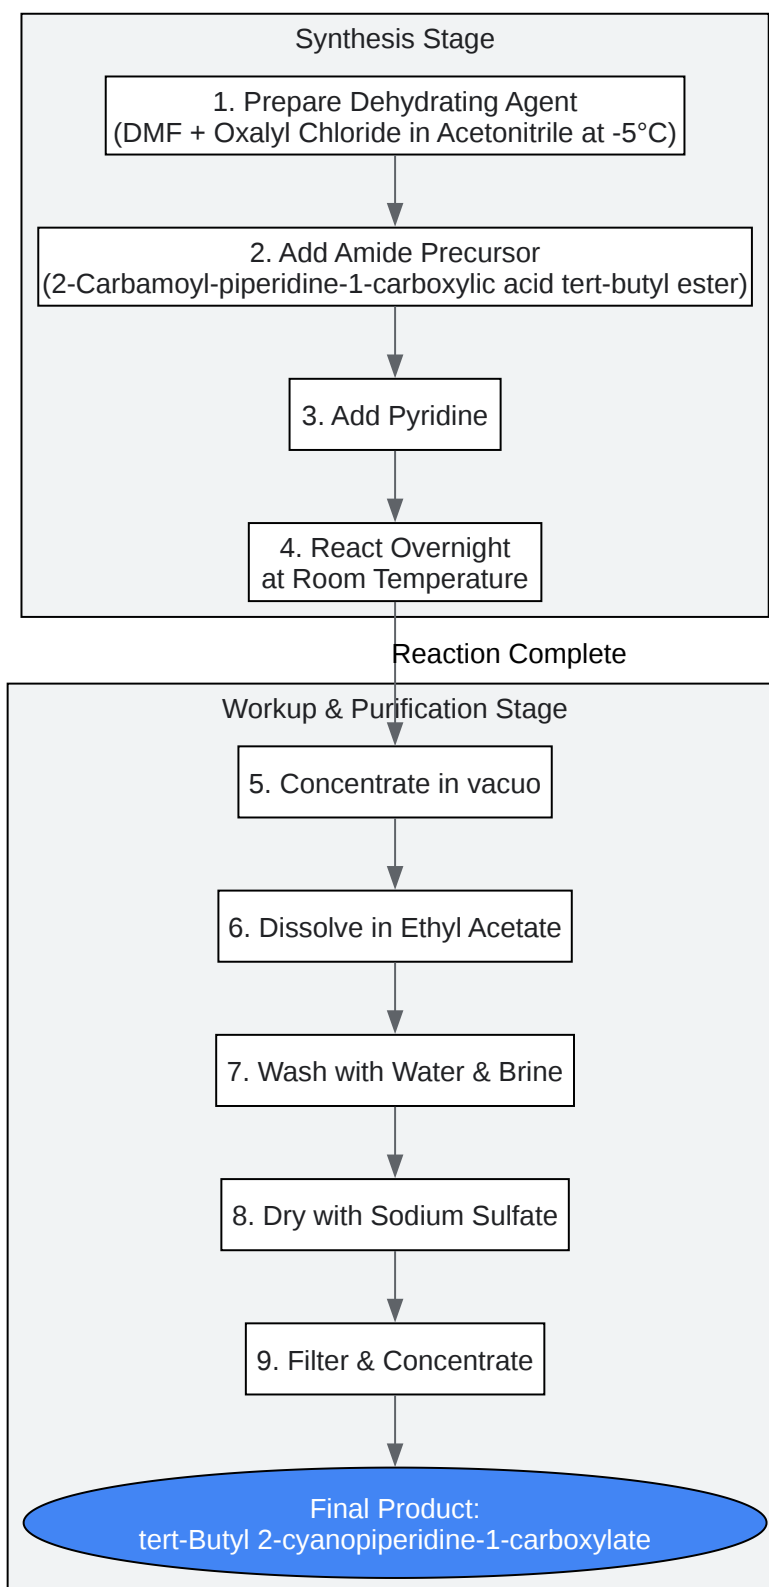 Synthesis Stage
1. Prepare Dehydrating Agent
(DMF + Oxalyl Chloride in Acetonitrile at -5°C)
2. Add Amide Precursor
(2-Carbamoyl-piperidine-1-carboxylic acid tert-butyl ester)
3. Add Pyridine
4. React Overnight
at Room Temperature
Reaction Complete
Workup & Purification Stage
5. Concentrate in vacuo
6. Dissolve in Ethyl Acetate
7. Wash with Water & Brine
8. Dry with Sodium Sulfate
9. Filter & Concentrate
Final Product:
tert-Butyl 2-cyanopiperidine-1-carboxylate